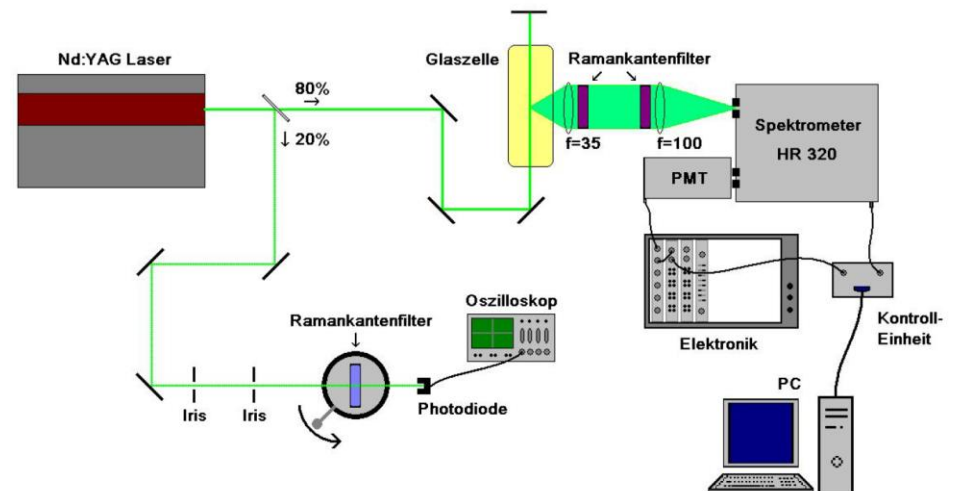 Nd:YAG Laser
80%
→
↓ 20%
Glaszelle
Ramankantenfilter
f=35
f=100
Spektrometer
HR 320
PMT
Elektronik
Kontroll-
Einheit
PC
Oszilloskop
Ramankantenfilter
Photodiode
Iris
Iris